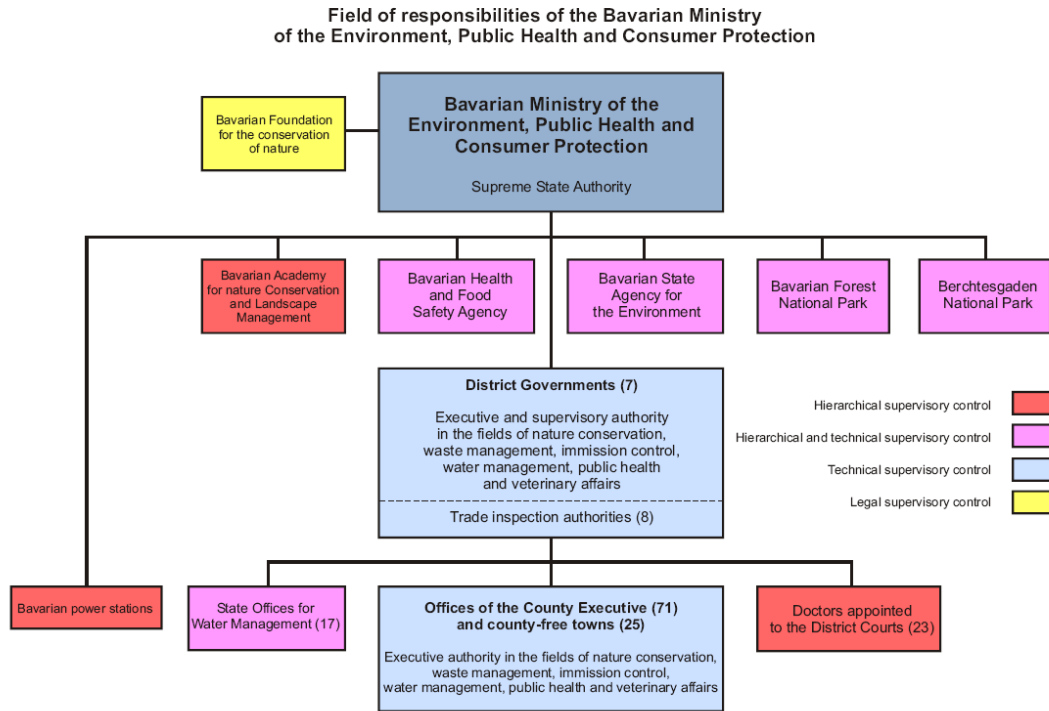 Field of responsibilities of the Bavarian Ministry
of the Environment, Public Health and Consumer Protection
Bavarian Foundation
for the conservation
of nature
Bavarian Ministry of the
Environment, Public Health and
Consumer Protection
Supreme State Authority
Bavarian Academy
for nature Conservation
and Landscape
Management
Bavarian Health
and Food
Safety Agency
Bavarian State
Agency for
the Environment
Bavarian Forest
National Park
Berchtesgaden
National Park
District Governments (7)
Executive and supervisory authority
in the fields of nature conservation,
waste management, immission control,
water management, public health
and veterinary affairs
Trade inspection authorities (8)
Hierarchical supervisory control
Hierarchical and technical supervisory control
Technical supervisory control
Legal supervisory control
Bavarian power stations
State Offices for
Water Management (17)
Offices of the County Executive (71)
and county-free towns (25)
Executive authority in the fields of nature conservation,
waste management, immission control,
water management, public health and veterinary affairs
Doctors appointed
to the District Courts (23)